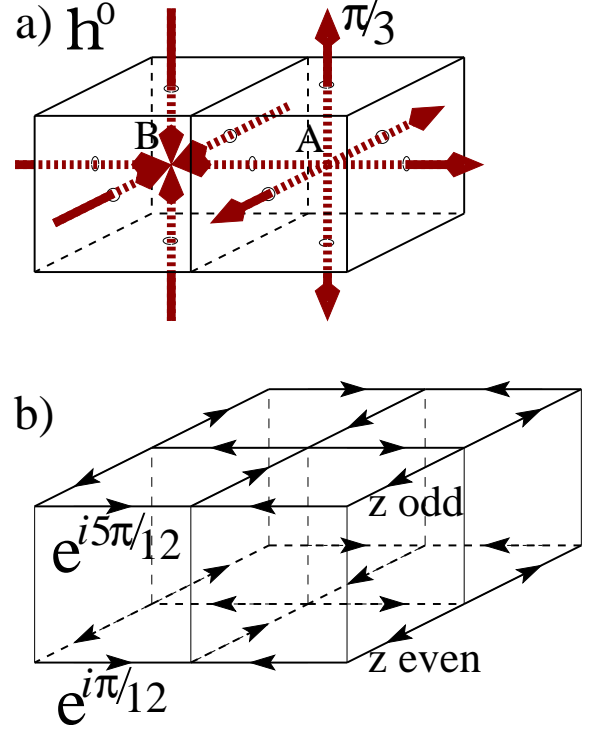 a) h⁰ π/3
B A
b)
z odd
e^{i5π/12}
z even
e^{iπ/12}